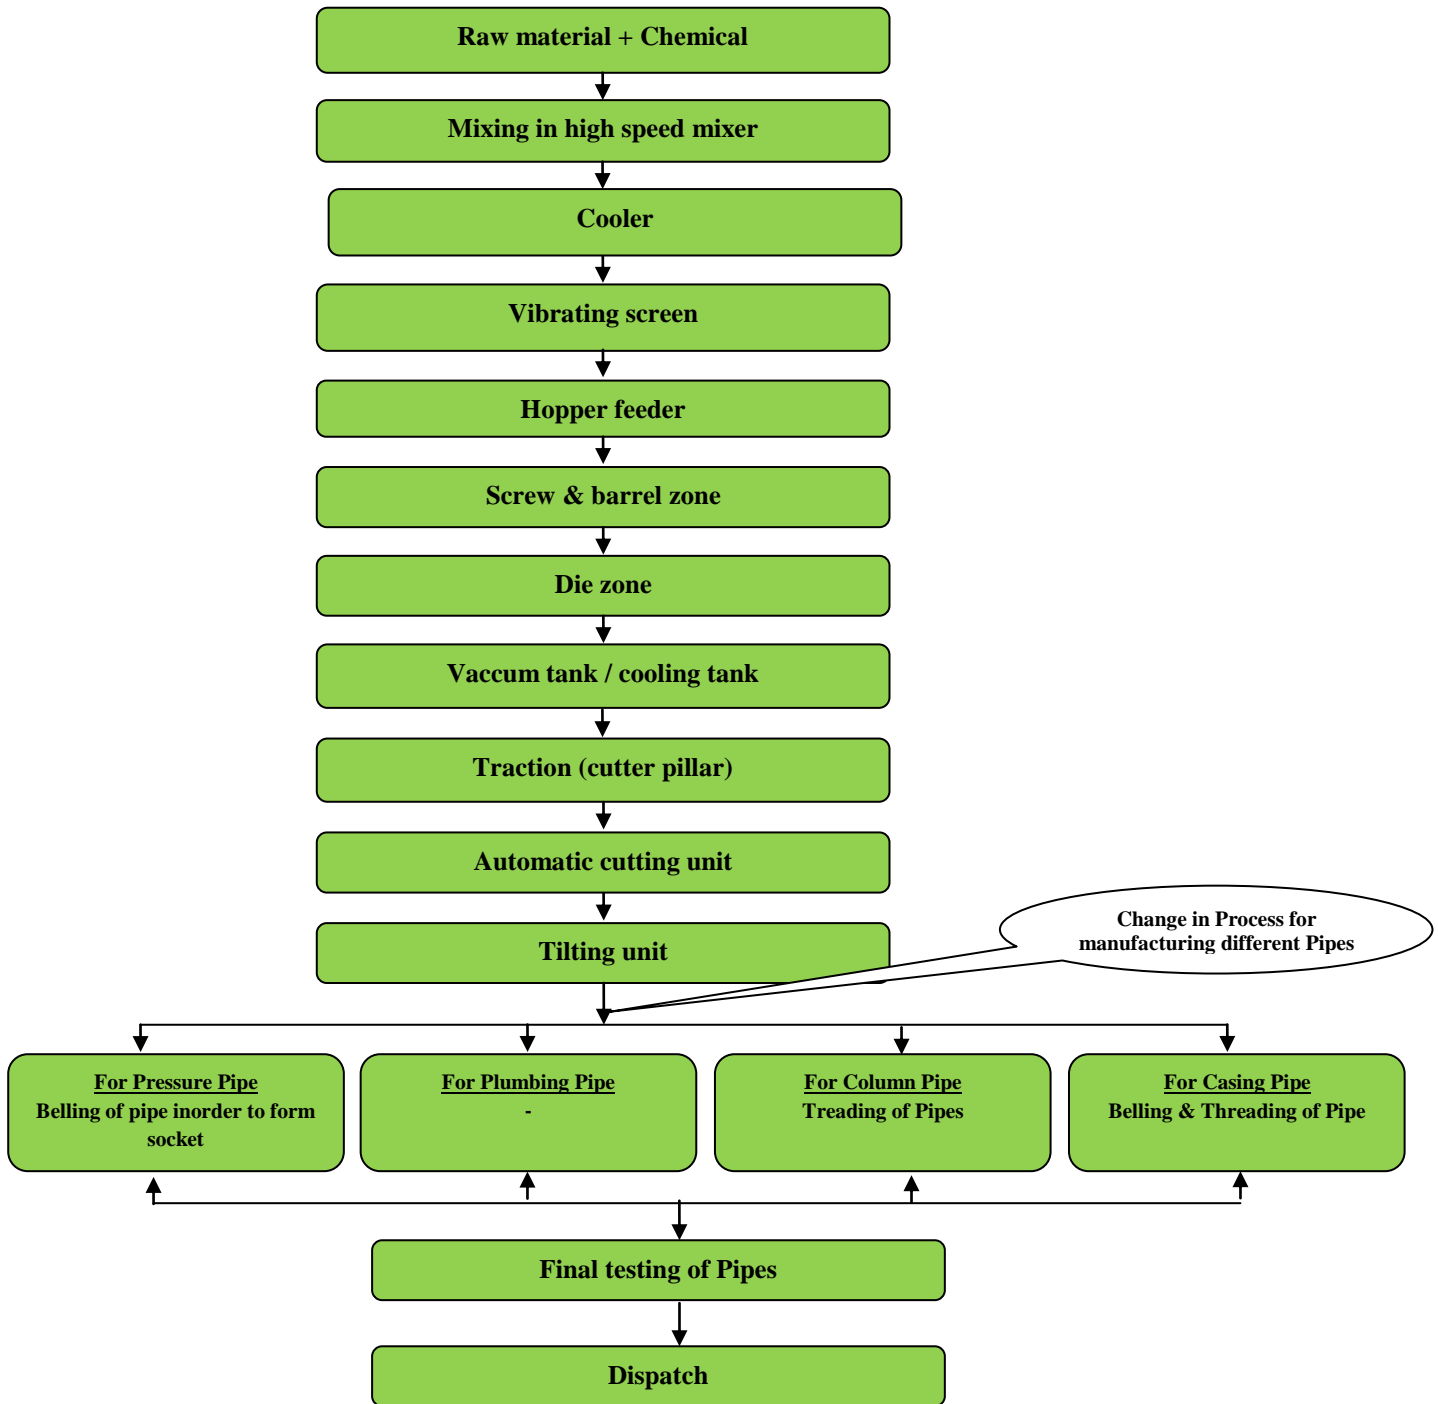 Raw material + Chemical
Mixing in high speed mixer
Cooler
Vibrating screen
Hopper feeder
Screw & barrel zone
Die zone
Vaccum tank / cooling tank
Traction (cutter pillar)
Automatic cutting unit
Change in Process for
manufacturing different Pipes
Tilting unit
For Pressure Pipe
Belling of pipe inorder to form
socket
For Plumbing Pipe
-
For Column Pipe
Treading of Pipes
For Casing Pipe
Belling & Threading of Pipe
Final testing of Pipes
Dispatch